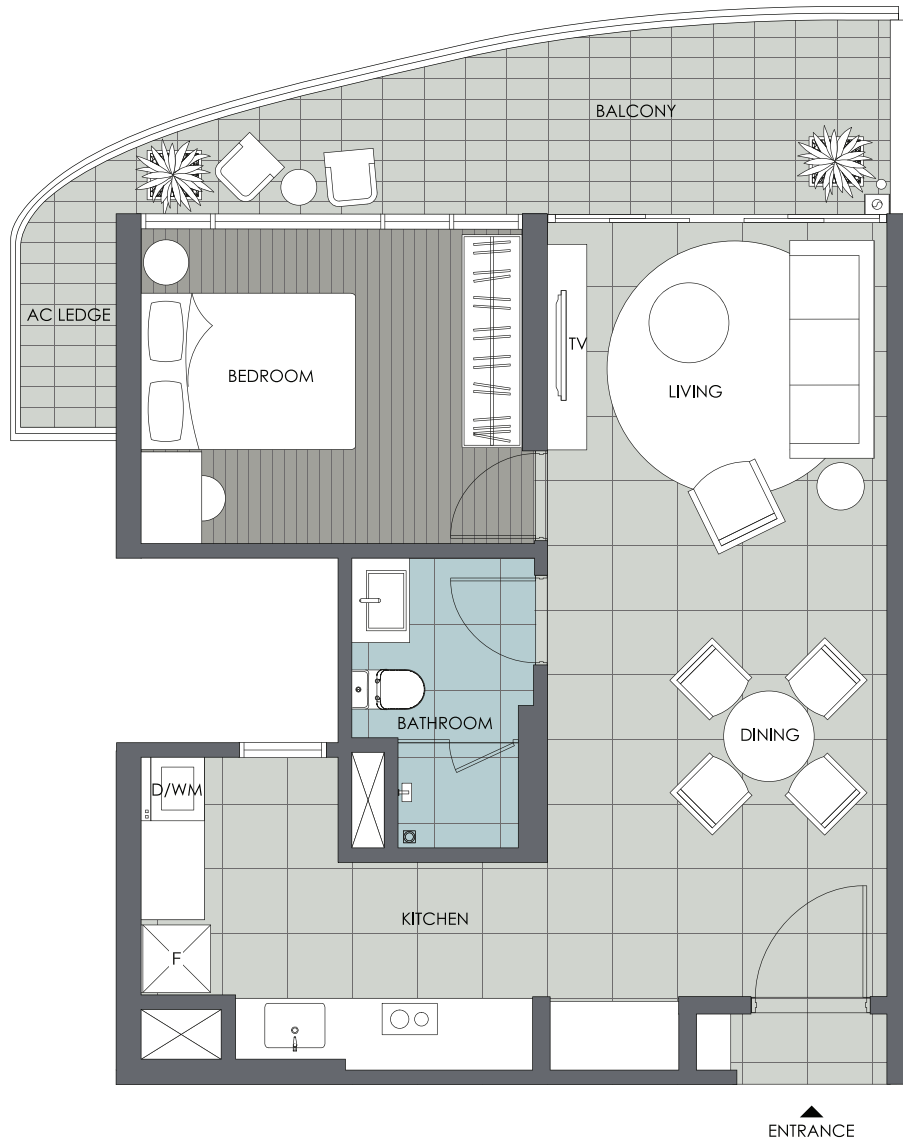 BALCONY
AC LEDGE
BEDROOM
TV
LIVING
BATHROOM
DINING
D/WM
KITCHEN
F
ENTRANCE